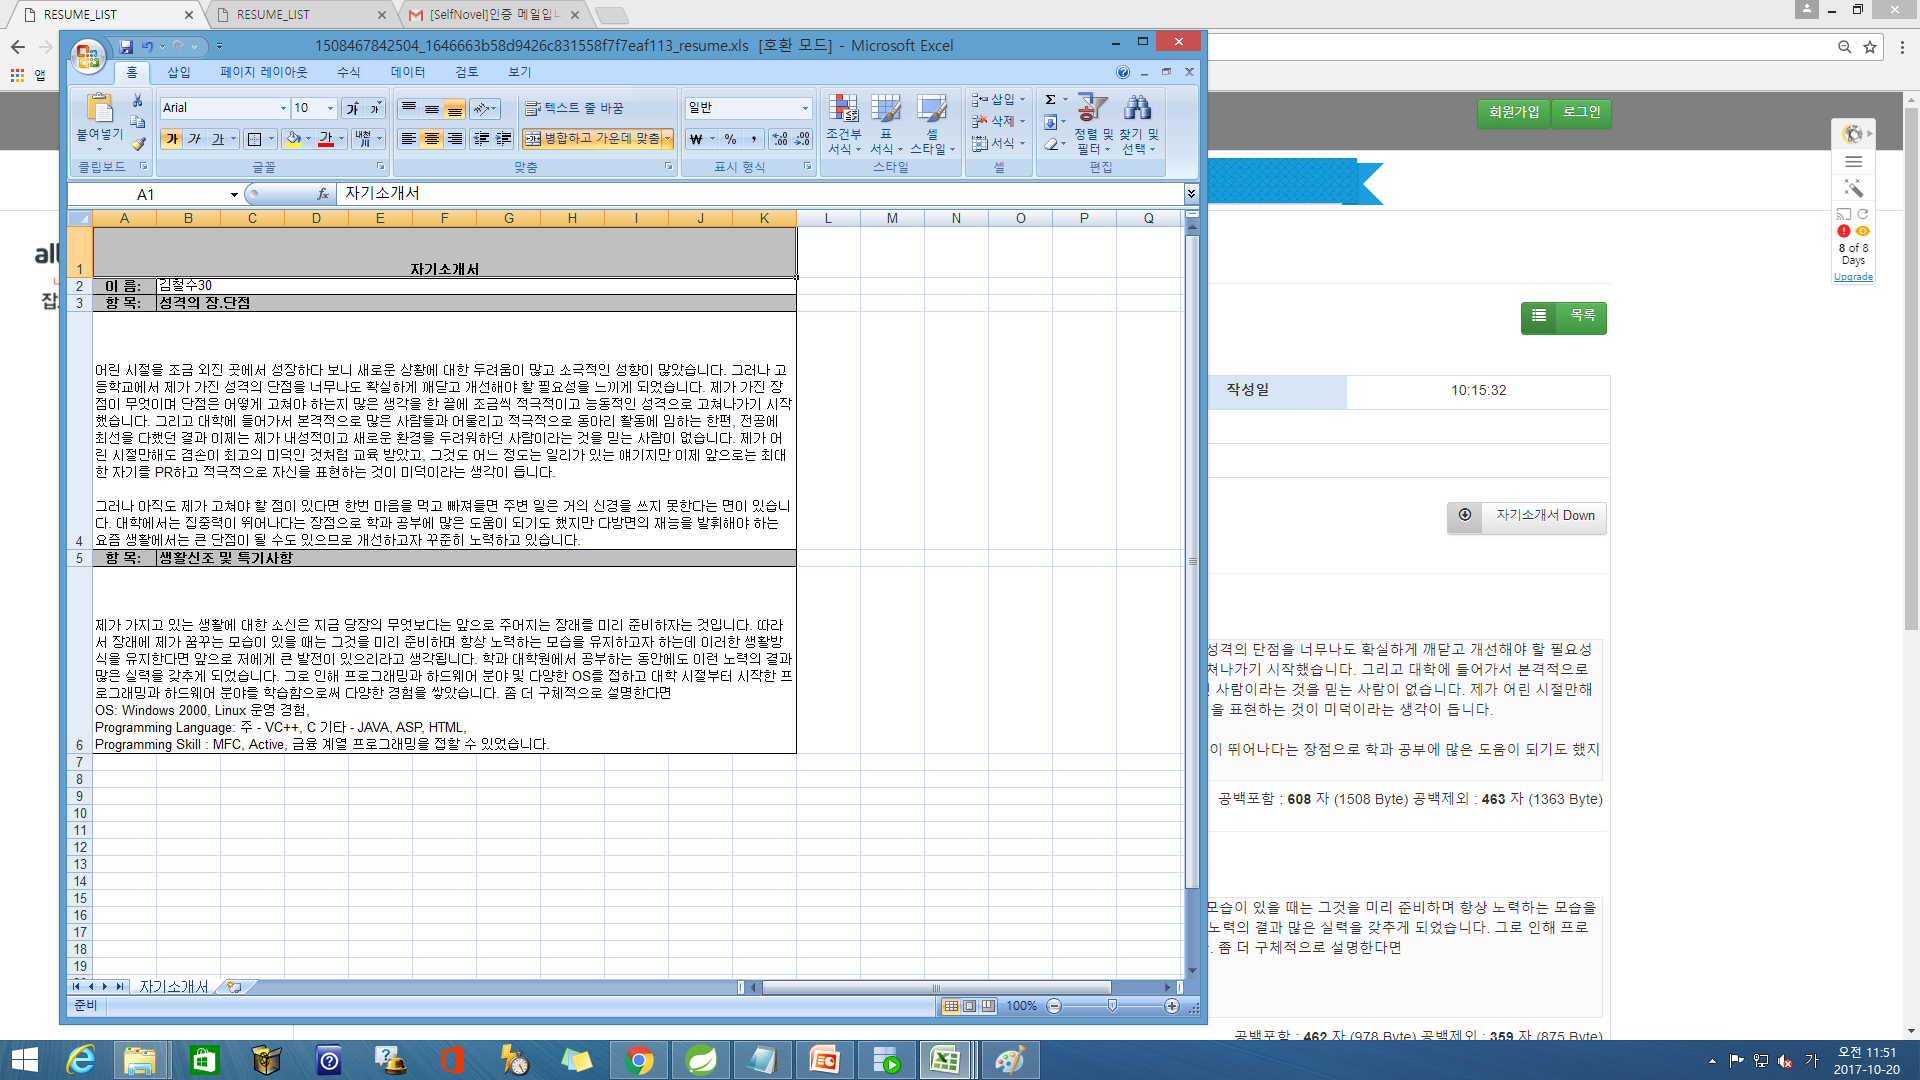 RESUME_LIST
RESUME_LIST
[SelfNovel]인증 메일입니
앱
1508467842504_1646663b58d9426c831558f7f7eaf113_resume.xls [호환 모드] - Microsoft Excel
홈 삽입 페이지 레이아웃 수식 데이터 검토 보기
붙여넣기
클립보드
Arial 10
가 가 가
글꼴
텍스트 줄 바꿈
병합하고 가운데 맞춤
맞춤
일반
표시 형식
조건부 서식
표 서식
셀 스타일
스타일
삽입
삭제
서식
셀
정렬 및 필터
찾기 및 선택
편집
A1
fx 자기소개서
A B C D E F G H I J K L M N O P Q
1 자기소개서
2 이 름: 김철수30
3 항 목: 성격의 장.단점
어린 시절을 조금 외진 곳에서 성장하다 보니 새로운 상황에 대한 두려움이 많고 소극적인 성향이 많았습니다. 그러나 고
등학교에서 제가 가진 성격의 단점을 너무나도 확실하게 깨닫고 개선해야 할 필요성을 느끼게 되었습니다. 제가 가진 장
점이 무엇이며 단점은 어떻게 고쳐야 하는지 많은 생각을 한 끝에 조금씩 적극적이고 능동적인 성격으로 고쳐나가기 시작
했습니다. 그리고 대학에 들어가서 본격적으로 많은 사람들과 어울리고 적극적으로 동아리 활동에 임하는 한편, 전공에
최선을 다했던 결과 이제는 제가 내성적이고 새로운 환경을 두려워하던 사람이라는 것을 믿는 사람이 없습니다. 제가 어
린 시절만해도 겸손이 최고의 미덕인 것처럼 교육 받았고, 그것도 어느 정도는 일리가 있는 얘기지만 이제 앞으로는 최대
한 자기를 PR하고 적극적으로 자신을 표현하는 것이 미덕이라는 생각이 듭니다.
그러나 아직도 제가 고쳐야 할 점이 있다면 한번 마음을 먹고 빠져들면 주변 일은 거의 신경을 쓰지 못한다는 면이 있습니
다. 대학에서는 집중력이 뛰어나다는 장점으로 학과 공부에 많은 도움이 되기도 했지만 다방면의 재능을 발휘해야 하는
4 요즘 생활에서는 큰 단점이 될 수도 있으므로 개선하고자 꾸준히 노력하고 있습니다.
5 항 목: 생활신조 및 특기사항
제가 가지고 있는 생활에 대한 소신은 지금 당장의 무엇보다는 앞으로 주어지는 장래를 미리 준비하자는 것입니다. 따라
서 장래에 제가 꿈꾸는 모습이 있을 때는 그것을 미리 준비하며 항상 노력하는 모습을 유지하고자 하는데 이러한 생활방
식을 유지한다면 앞으로 저에게 큰 발전이 있으리라고 생각됩니다. 학과 대학원에서 공부하는 동안에도 이런 노력의 결과
많은 실력을 갖추게 되었습니다. 그로 인해 프로그래밍과 하드웨어 분야 및 다양한 OS를 접하고 대학 시절부터 시작한 프
로그래밍과 하드웨어 분야를 학습함으로써 다양한 경험을 쌓았습니다. 좀 더 구체적으로 설명한다면
OS: Windows 2000, Linux 운영 경험,
Programming Language: 주 - VC++, C 기타 - JAVA, ASP, HTML,
6 Programming Skill : MFC, Active, 금융 계열 프로그래밍을 접할 수 있었습니다.
7
8
9
10
11
12
13
14
15
16
17
18
19
자기소개서
준비
100%
all
잡
회원가입 로그인
8 of 8
Days
Upgrade
목록
작성일 10:15:32
자기소개서 Down
성격의 단점을 너무나도 확실하게 깨닫고 개선해야 할 필요성
쳐나가기 시작했습니다. 그리고 대학에 들어가서 본격적으로
사람이라는 것을 믿는 사람이 없습니다. 제가 어린 시절만해
을 표현하는 것이 미덕이라는 생각이 듭니다.
이 뛰어나다는 장점으로 학과 공부에 많은 도움이 되기도 했지
공백포함 : 608 자 (1508 Byte) 공백제외 : 463 자 (1363 Byte)
모습이 있을 때는 그것을 미리 준비하며 항상 노력하는 모습을
노력의 결과 많은 실력을 갖추게 되었습니다. 그로 인해 프로
. 좀 더 구체적으로 설명한다면
공백포함 : 462 자 (978 Byte) 공백제외 : 359 자 (875 Byte)
가
오전 11:51
2017-10-20